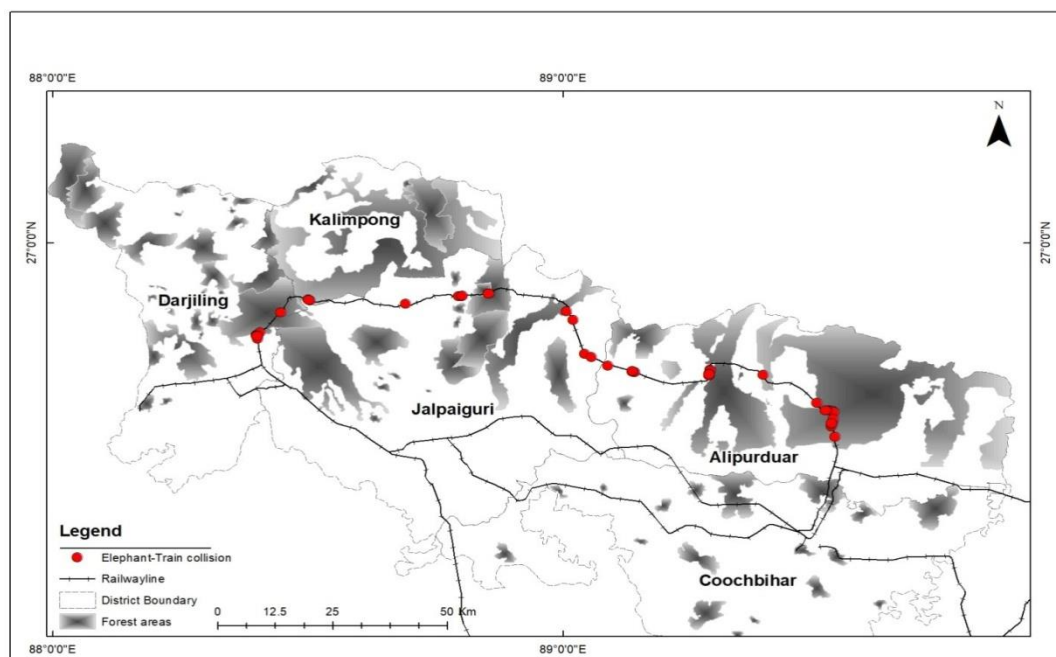 88°0'0"E
89°0'0"E
N
27°0'0"N
27°0'0"N
Kalimpong
Darjiling
Jalpaiguri
Alipurduar
Coochbihar
Legend
Elephant-Train collision
Railwayline
District Boundary
Forest areas
0 12.5 25 50 Km
88°0'0"E
89°0'0"E